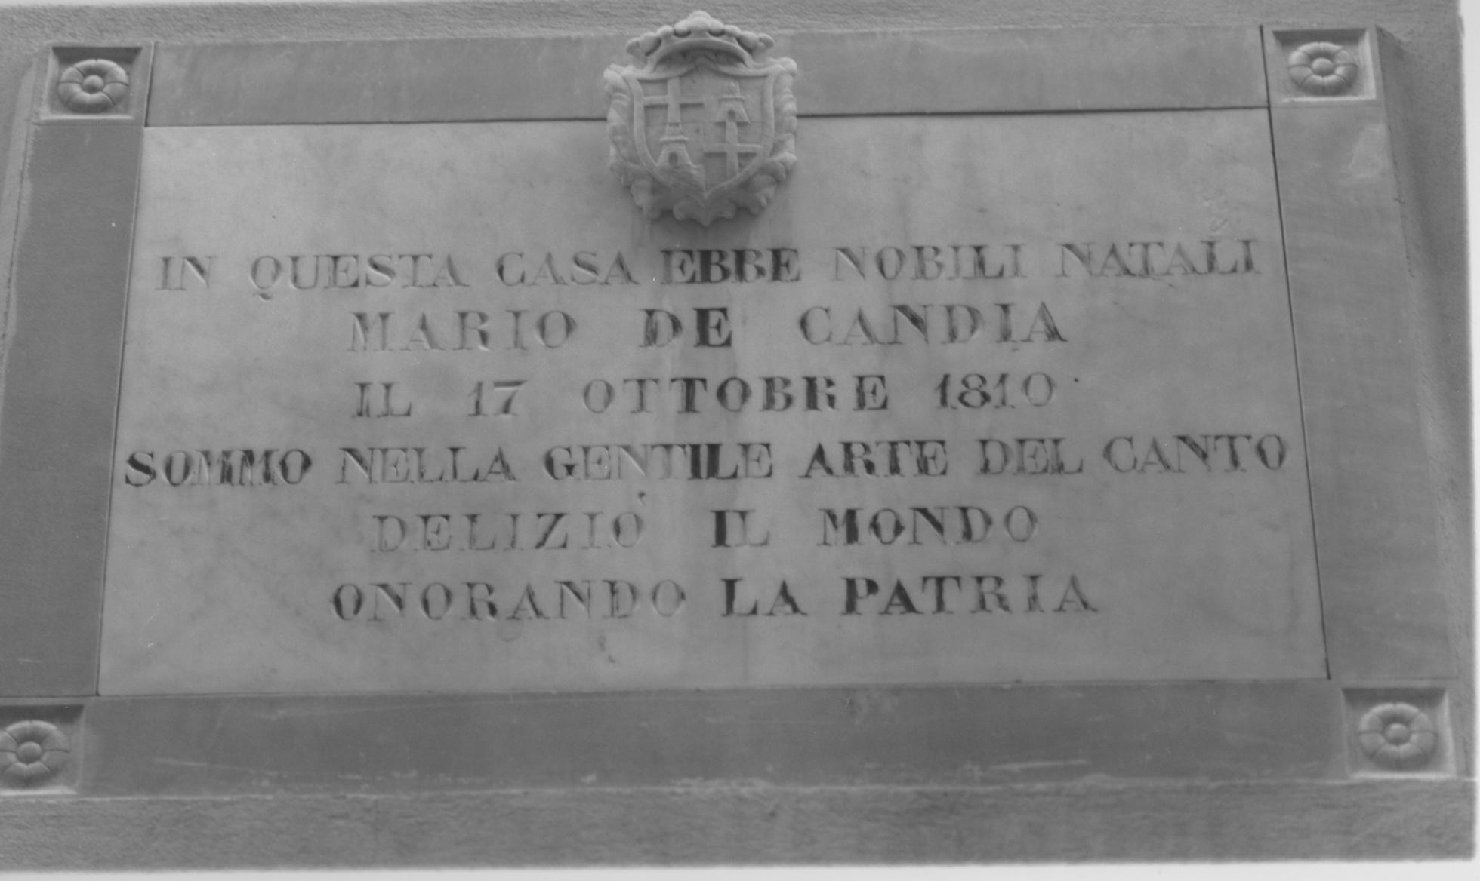 IN QUESTA CASA EBBE NOBILI NATALI
MARIO DE CANDIA
IL 17 OTTOBRE 1810
SOMMO NELLA GENTILE ARTE DEL CANTO
DELIZIÒ IL MONDO
ONORANDO LA PATRIA